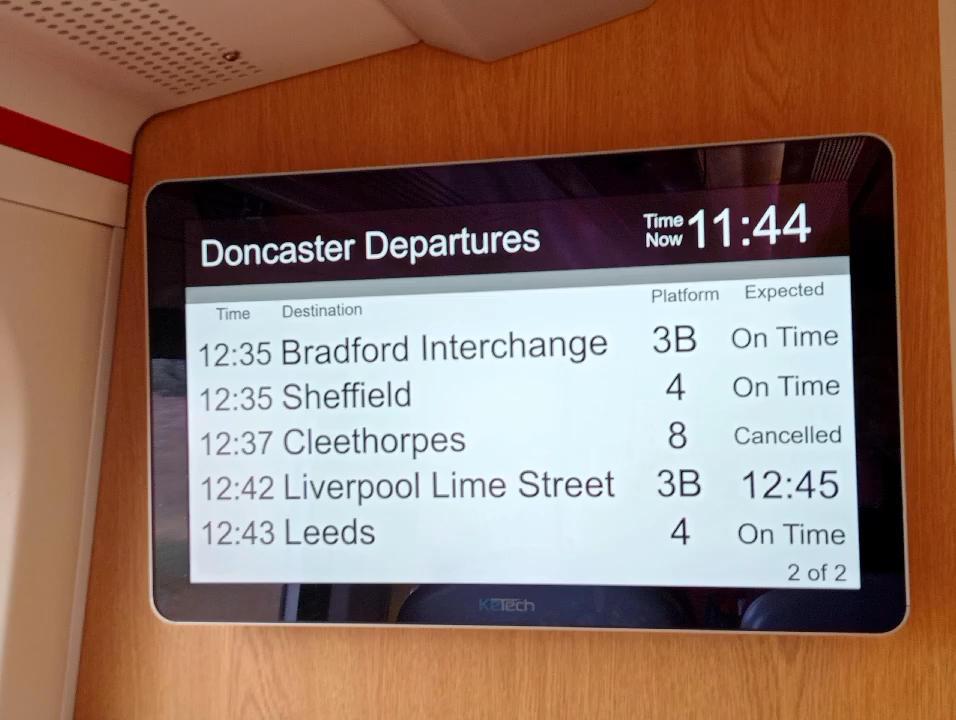 Doncaster Departures Time Now 11:44
Time Destination Platform Expected
12:35 Bradford Interchange 3B On Time
12:35 Sheffield 4 On Time
12:37 Cleethorpes 8 Cancelled
12:42 Liverpool Lime Street 3B 12:45
12:43 Leeds 4 On Time
2 of 2
KeTech